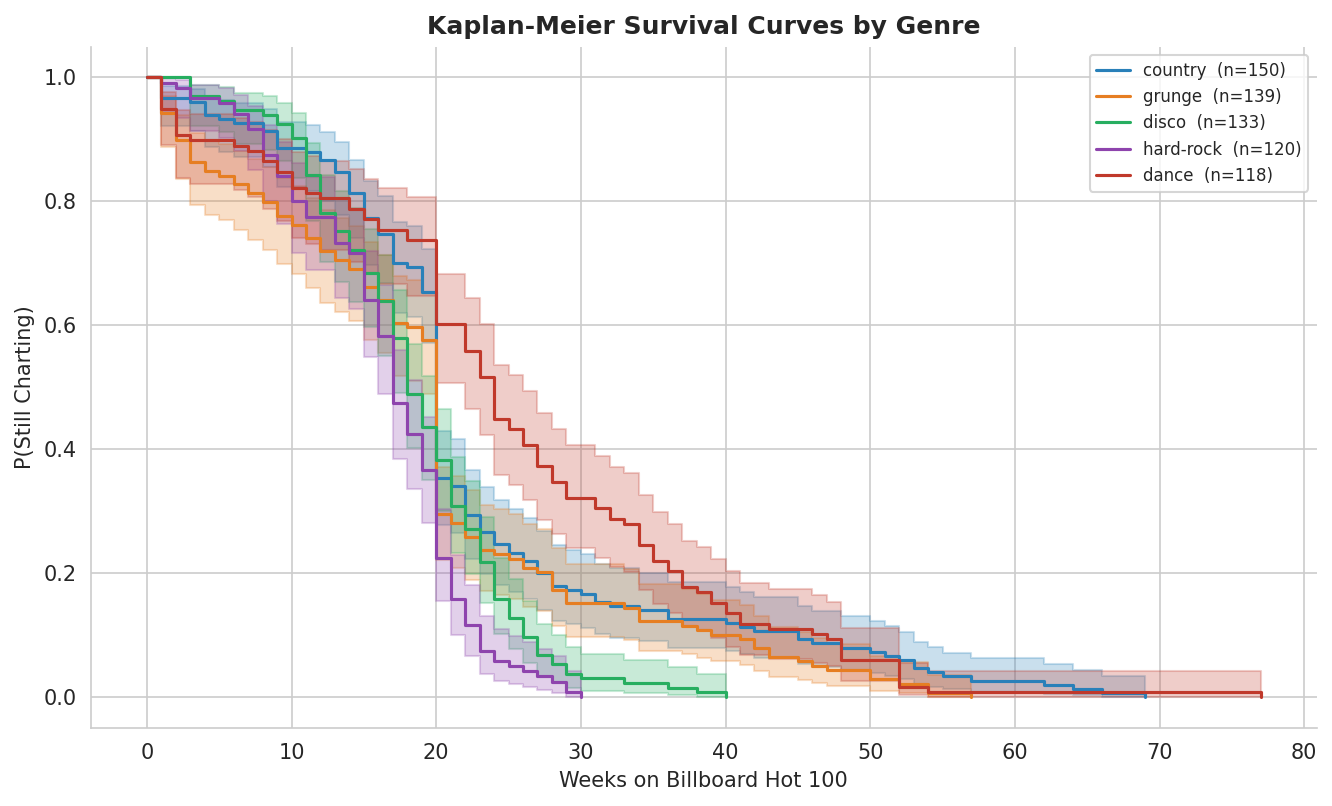 Kaplan-Meier Survival Curves by Genre
country (n=150)
grunge (n=139)
disco (n=133)
hard-rock (n=120)
dance (n=118)
P(Still Charting)
1.0
0.8
0.6
0.4
0.2
0.0
0 10 20 30 40 50 60 70 80
Weeks on Billboard Hot 100